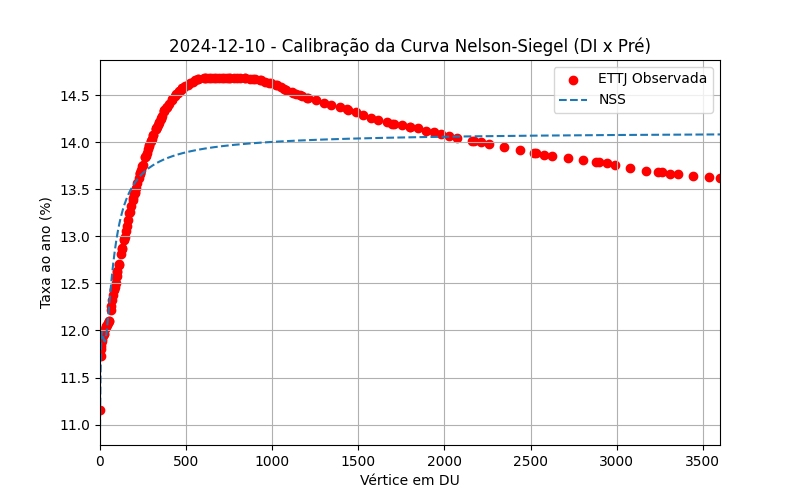 2024-12-10 - Calibração da Curva Nelson-Siegel (DI x Pré)
ETTJ Observada
NSS
Taxa ao ano (%)
14.5
14.0
13.5
13.0
12.5
12.0
11.5
11.0
0 500 1000 1500 2000 2500 3000 3500
Vértice em DU